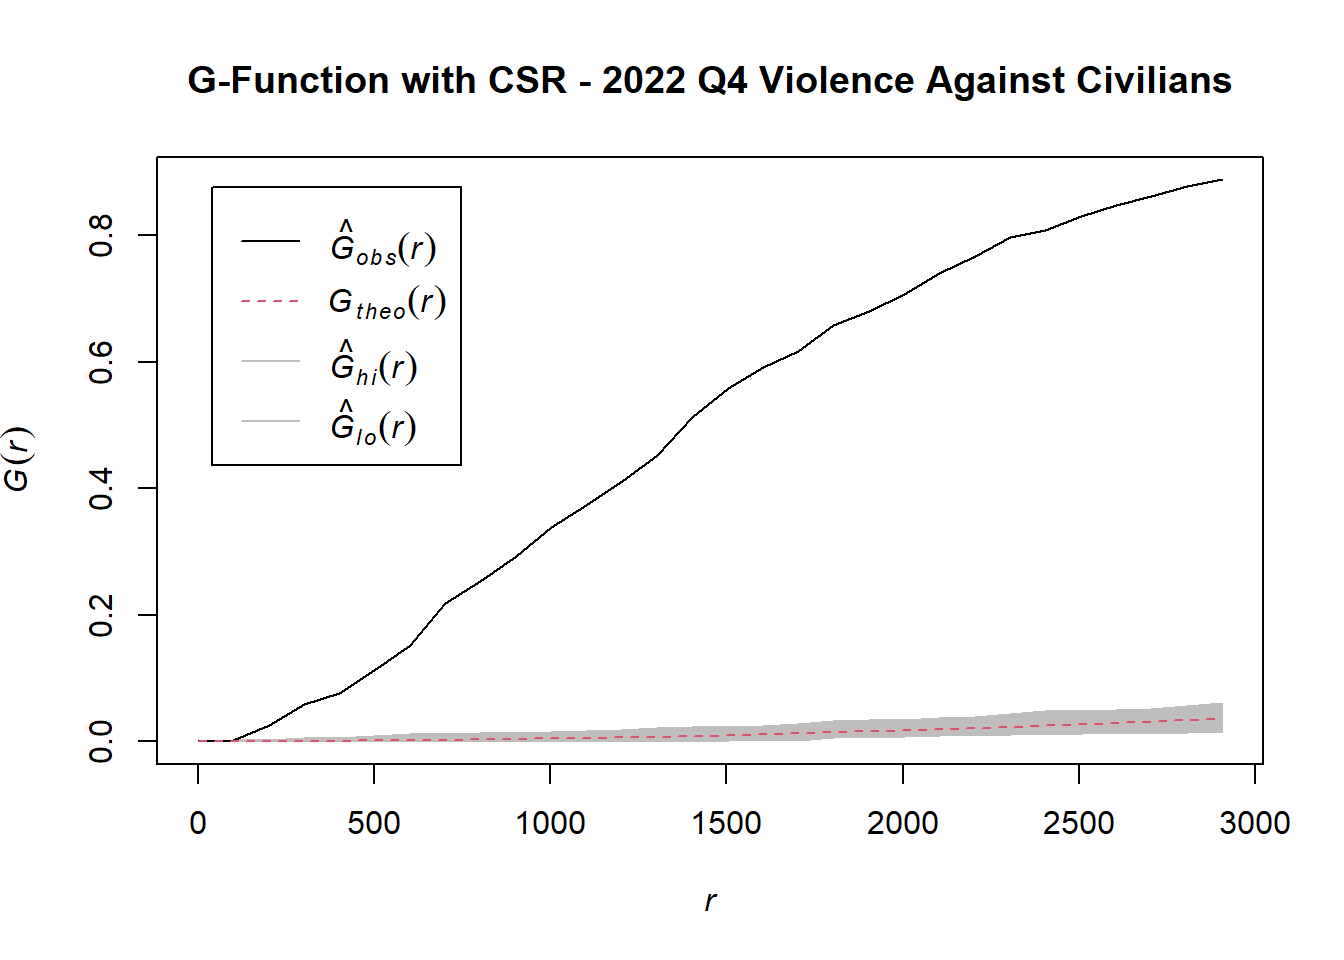 G-Function with CSR - 2022 Q4 Violence Against Civilians
Ĝobs(r)
Gtheo(r)
Ĝhi(r)
Ĝlo(r)
G(r)
0.8
0.6
0.4
0.2
0.0
0 500 1000 1500 2000 2500 3000
r